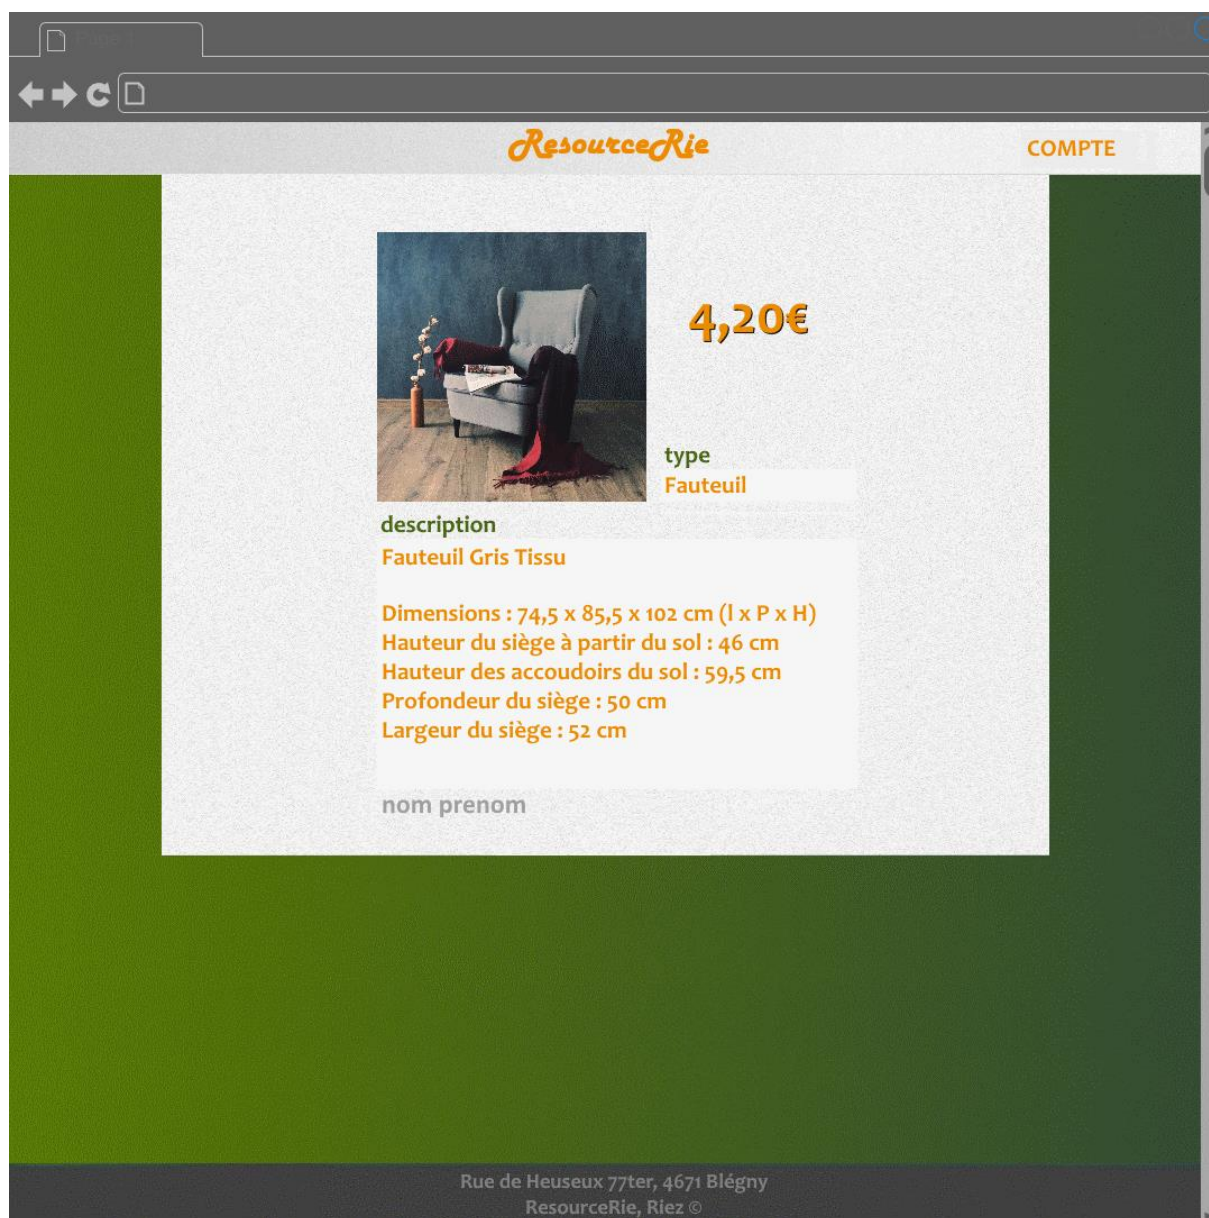 Page 1
ResourceRie
COMPTE
4,20€
type
Fauteuil
description
Fauteuil Gris Tissu
Dimensions : 74,5 x 85,5 x 102 cm (l x P x H)
Hauteur du siège à partir du sol : 46 cm
Hauteur des accoudoirs du sol : 59,5 cm
Profondeur du siège : 50 cm
Largeur du siège : 52 cm
nom prenom
Rue de Heuseux 77ter, 4671 Blégny
ResourceRie, Riez ©